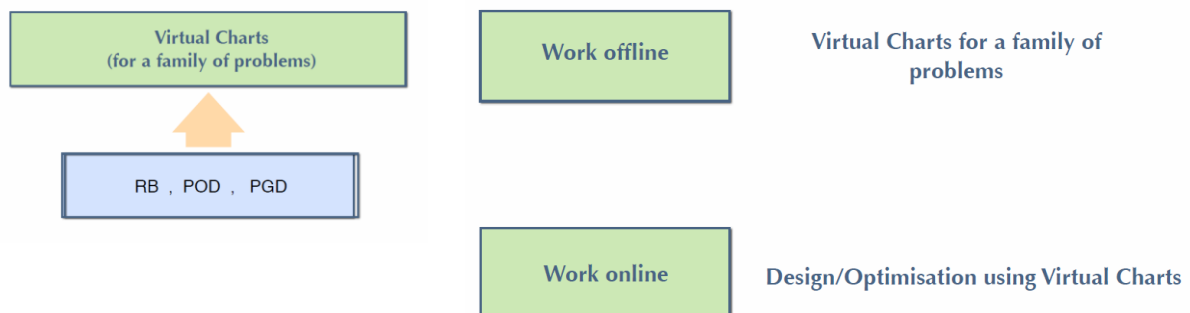 Virtual Charts
(for a family of problems)
RB , POD , PGD
Work offline
Virtual Charts for a family of
problems
Work online
Design/Optimisation using Virtual Charts